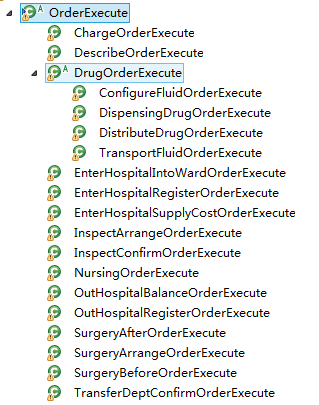 OrderExecute
ChargeOrderExecute
DescribeOrderExecute
DrugOrderExecute
ConfigureFluidOrderExecute
DispensingDrugOrderExecute
DistributeDrugOrderExecute
TransportFluidOrderExecute
EnterHospitalIntoWardOrderExecute
EnterHospitalRegisterOrderExecute
EnterHospitalSupplyCostOrderExecute
InspectArrangeOrderExecute
InspectConfirmOrderExecute
NursingOrderExecute
OutHospitalBalanceOrderExecute
OutHospitalRegisterOrderExecute
SurgeryAfterOrderExecute
SurgeryArrangeOrderExecute
SurgeryBeforeOrderExecute
TransferDeptConfirmOrderExecute